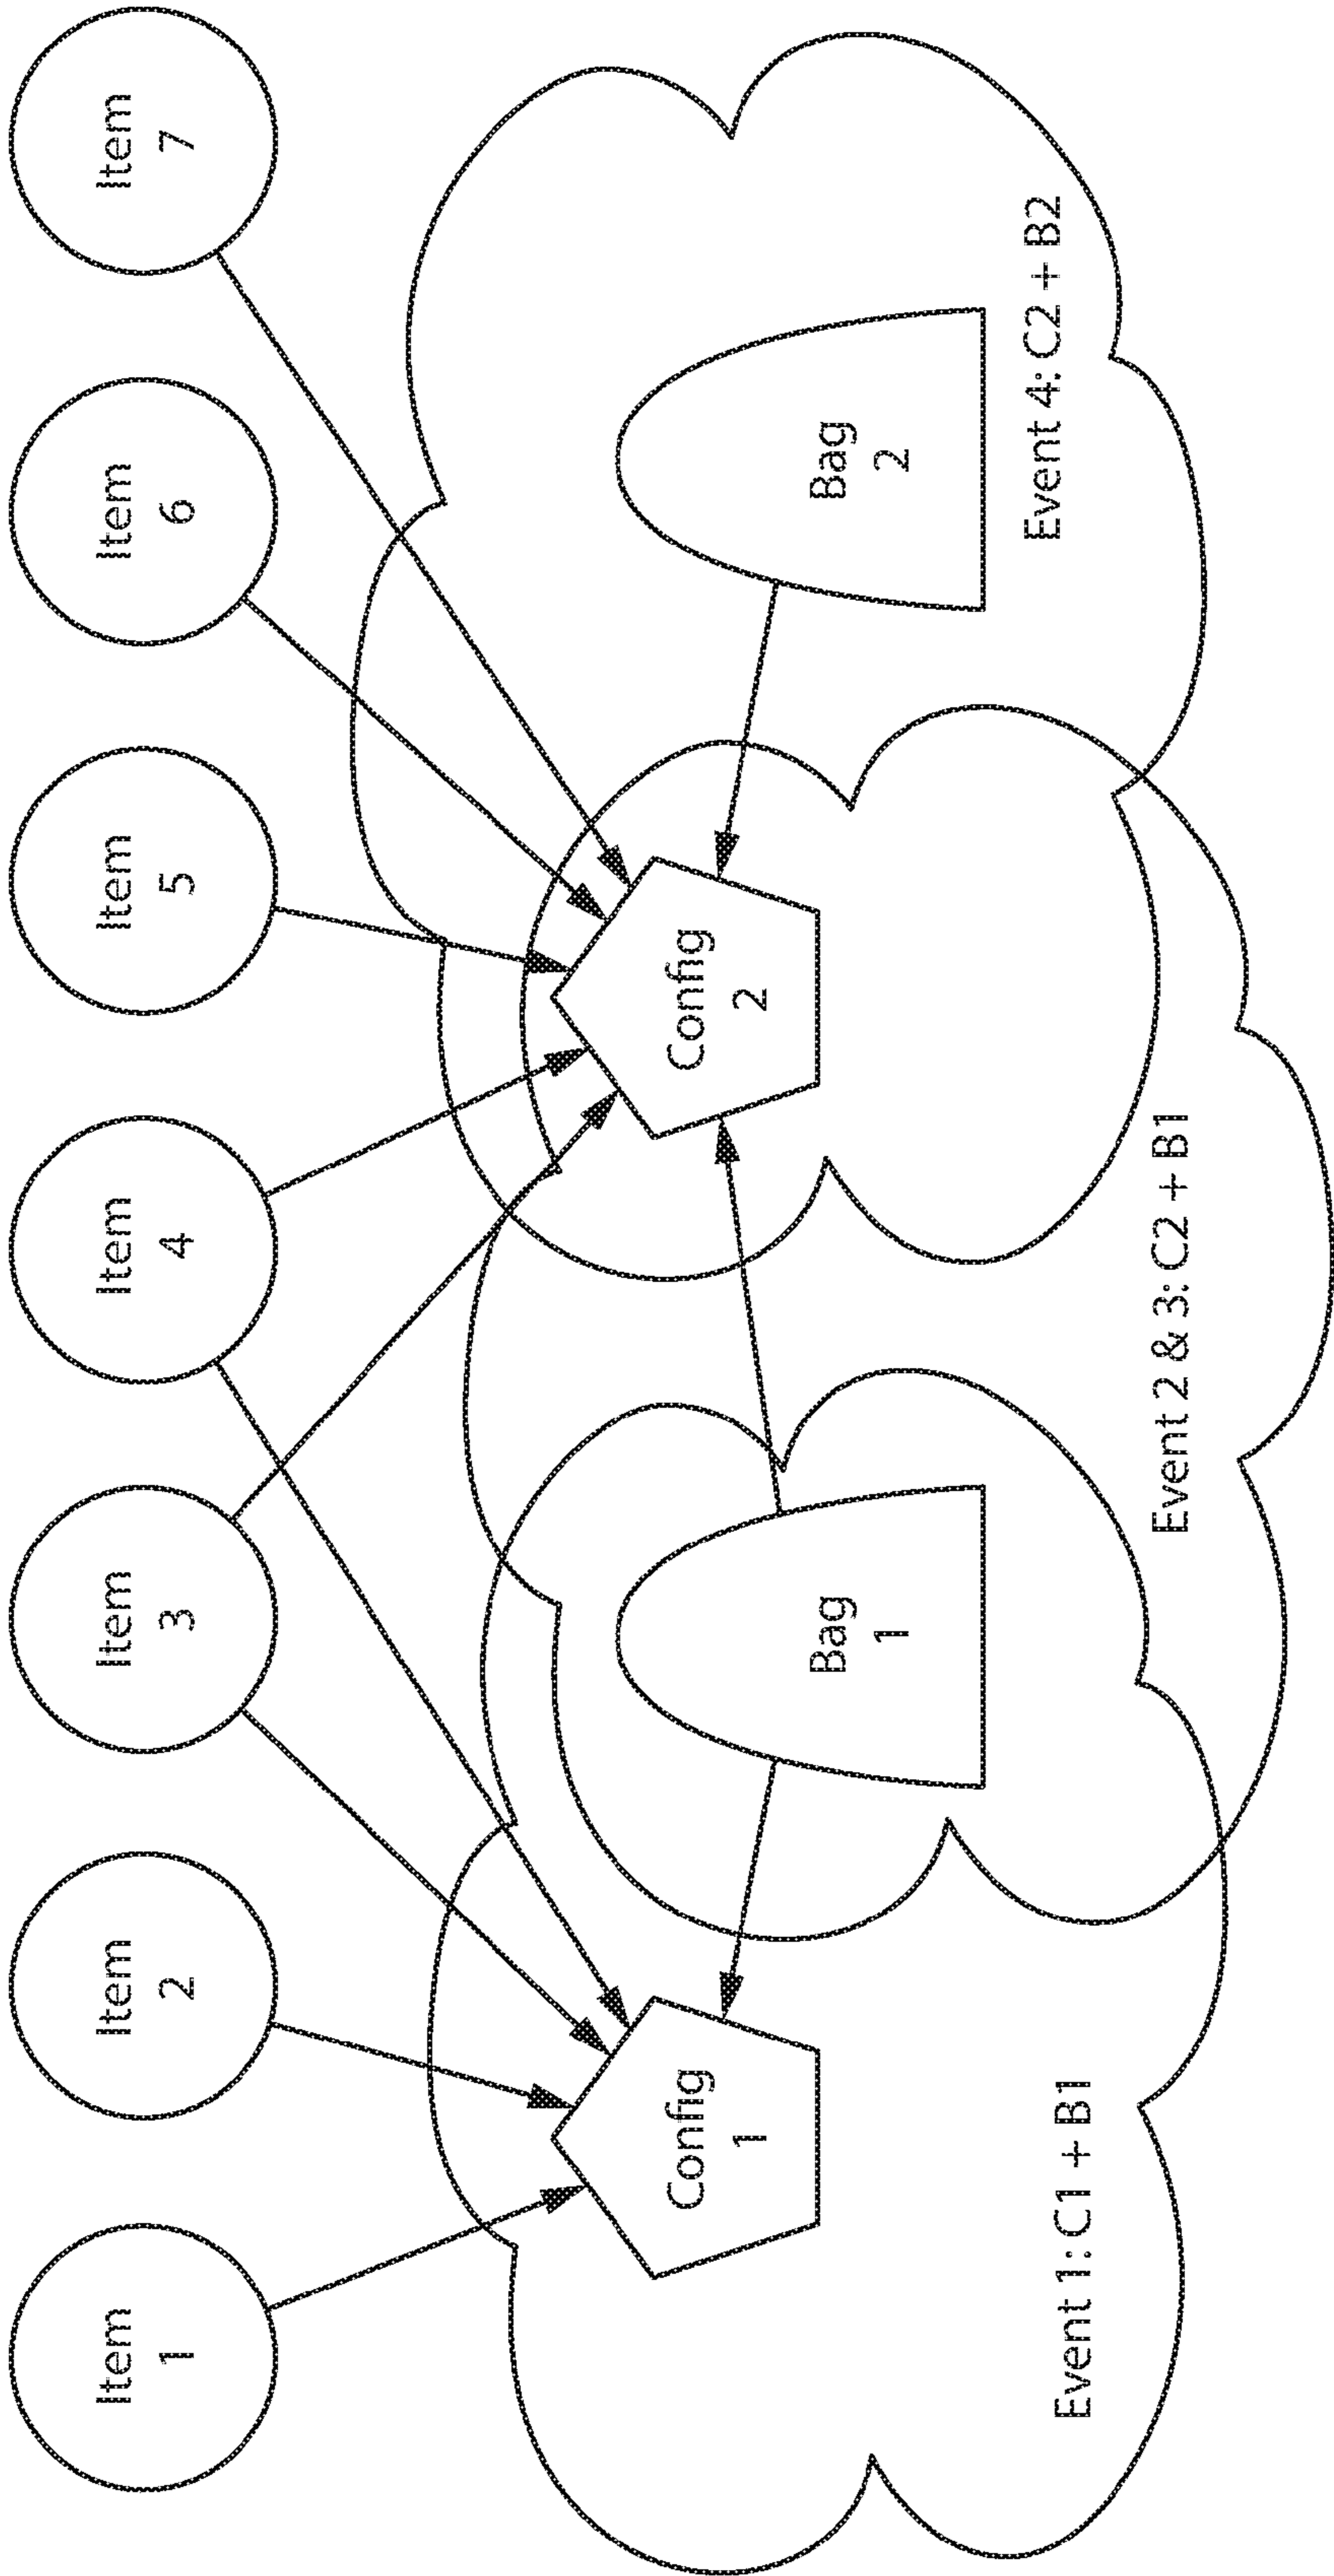 Item
1
Item
2
Item
3
Item
4
Item
5
Item
6
Item
7
Config
1
Bag
1
Config
2
Bag
2
Event 1: C1 + B1
Event 2 & 3: C2 + B1
Event 4: C2 + B2